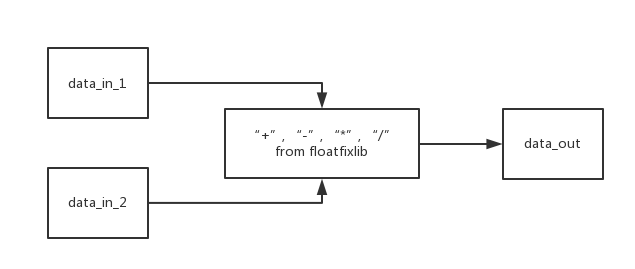 data_in_1
“+” , “-” , “*” , “/”
from floatfixlib
data_out
data_in_2